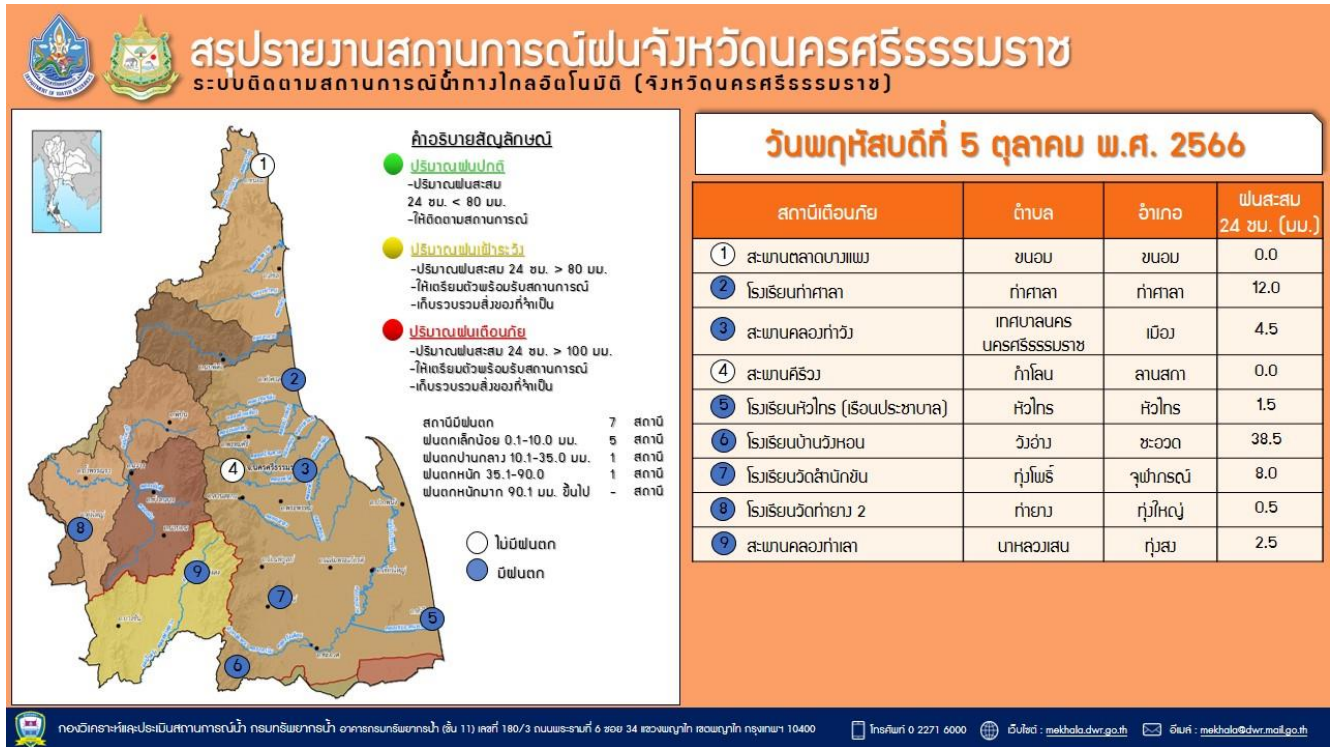 สรุปรายงานสถานการณ์ฝนจังหวัดนครศรีธรรมราช
ระบบติดตามสถานการณ์น้ำทางไกลอัตโนมัติ (จังหวัดนครศรีธรรมราช)
คำอธิบายสัญลักษณ์
ปริมาณฝนปกติ
-ปริมาณฝนสะสม
24 ชม. < 80 มม.
-ให้ติดตามสถานการณ์
ปริมาณฝนเฝ้าระวัง
-ปริมาณฝนสะสม 24 ชม. > 80 มม.
-ให้เตรียมตัวพร้อมรับสถานการณ์
-เก็บรวบรวมสิ่งของที่จำเป็น
ปริมาณฝนเตือนภัย
-ปริมาณฝนสะสม 24 ชม. > 100 มม.
-ให้เตรียมตัวพร้อมรับสถานการณ์
-เก็บรวบรวมสิ่งของที่จำเป็น
สถานีมีฝนตก 7 สถานี
ฝนตกเล็กน้อย 0.1-10.0 มม. 5 สถานี
ฝนตกปานกลาง 10.1-35.0 มม. 1 สถานี
ฝนตกหนัก 35.1-90.0 1 สถานี
ฝนตกหนักมาก 90.1 มม. ขึ้นไป - สถานี
ไม่มีฝนตก
มีฝนตก
1
2
4
3
8
9
7
5
6
วันพฤหัสบดีที่ 5 ตุลาคม พ.ศ. 2566
สถานีเตือนภัย ตำบล อำเภอ ฝนสะสม
24 ชม. (มม.)
1 สะพานตลาดบางแพง ขนอม ขนอม 0.0
2 โรงเรียนท่าศาลา ท่าศาลา ท่าศาลา 12.0
3 สะพานคลองท่าวัง เทศบาลนคร
นครศรีธรรมราช เมือง 4.5
4 สะพานคีรีวง กำโลน ลานสกา 0.0
5 โรงเรียนหัวไทร (เรือนประชาบาล) หัวไทร หัวไทร 1.5
6 โรงเรียนบ้านวังหอน วังอ่าง ชะอวด 38.5
7 โรงเรียนวัดสำนักขัน ทุ่งโพธิ์ จุฬาภรณ์ 8.0
8 โรงเรียนวัดท่ายาง 2 ท่ายาง ทุ่งใหญ่ 0.5
9 สะพานคลองท่าเลา นาหลวงเสน ทุ่งสง 2.5
กองวิเคราะห์และประเมินสถานการณ์น้ำ กรมทรัพยากรน้ำ อาคารกรมทรัพยากรน้ำ (ชั้น 11) เลขที่ 180/3 ถนนพระรามที่ 6 ซอย 34 แขวงพญาไท เขตพญาไท กรุงเทพฯ 10400 โทรศัพท์ 0 2271 6000 เว็บไซต์ : mekhala.dwr.go.th อีเมล์ : mekhala@dwr.mail.go.th